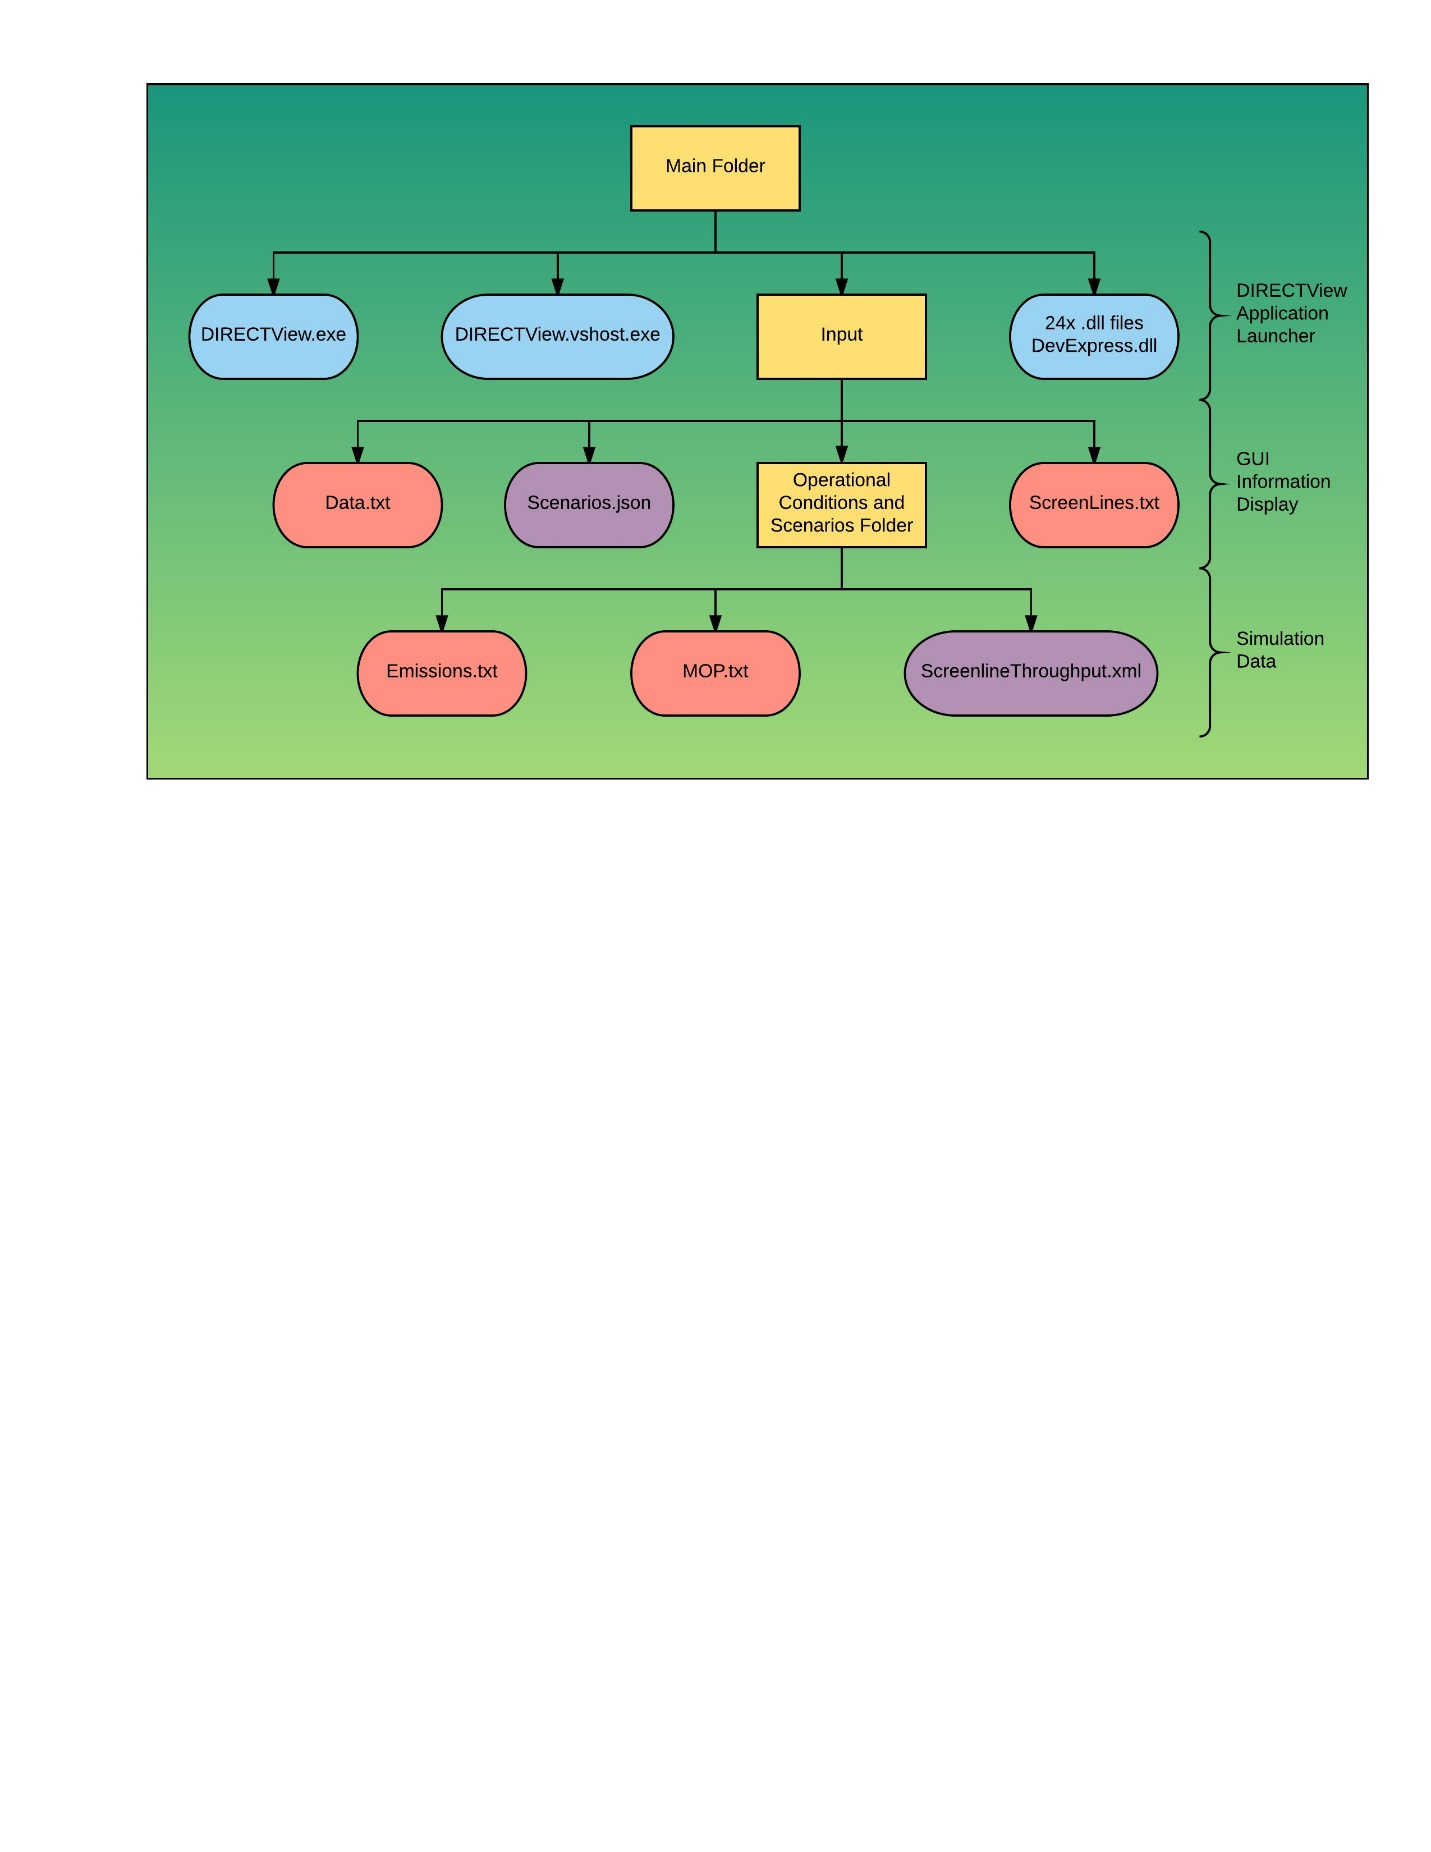 Main Folder
DIRECTView.exe
DIRECTView.vshost.exe
Input
24x .dll files
DevExpress.dll
DIRECTView
Application
Launcher
Data.txt
Scenarios.json
Operational
Conditions and
Scenarios Folder
ScreenLines.txt
GUI
Information
Display
Emissions.txt
MOP.txt
ScreenlineThroughput.xml
Simulation
Data